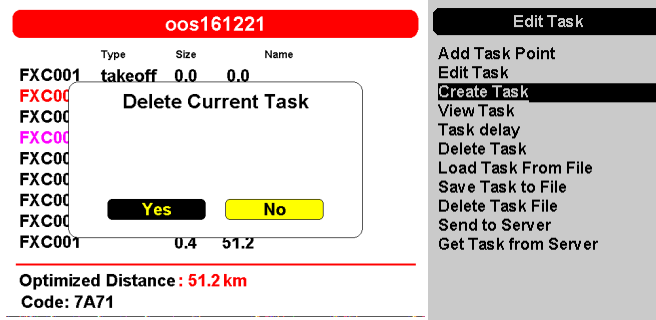 oos161221
Type Size Name
FXC001 takeoff 0.0 0.0
FXC00
FXC00
FXC00
FXC00
FXC00
FXC00
FXC00
FXC001 0.4 51.2
Delete Current Task
Yes No
Optimized Distance : 51.2 km
Code: 7A71
Edit Task
Add Task Point
Edit Task
Create Task
View Task
Task delay
Delete Task
Load Task From File
Save Task to File
Delete Task File
Send to Server
Get Task from Server